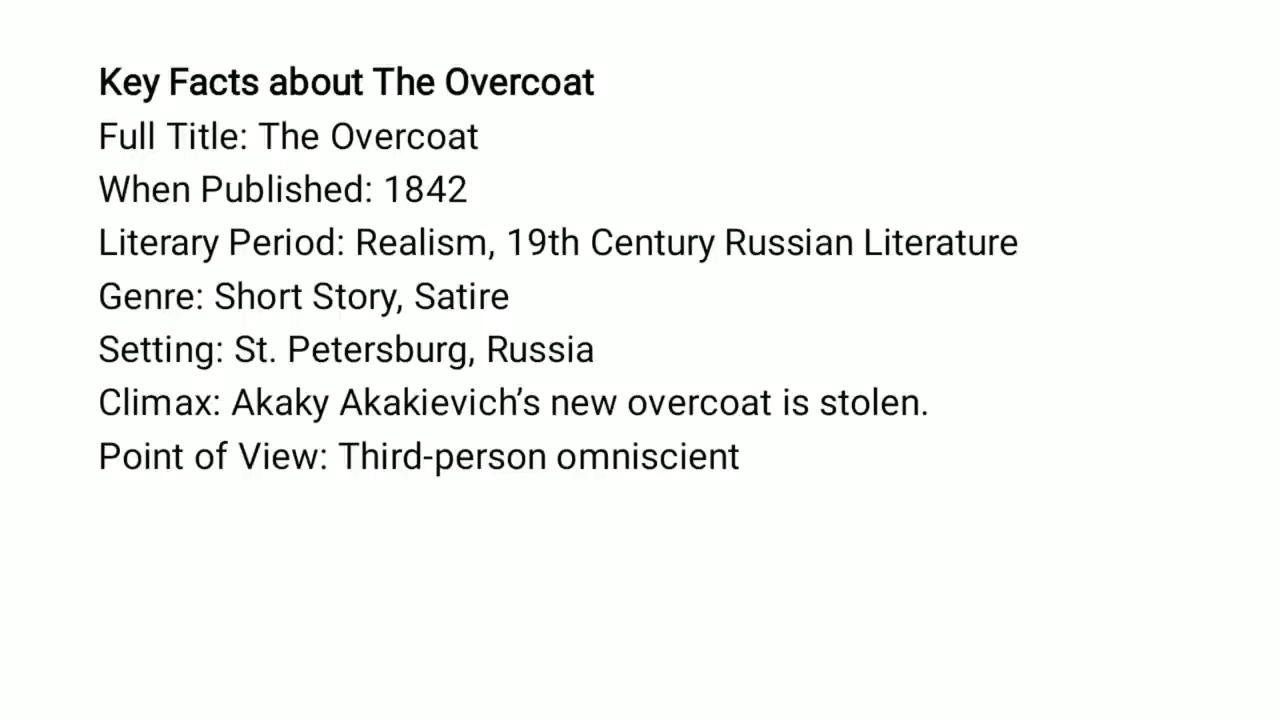 Key Facts about The Overcoat
Full Title: The Overcoat
When Published: 1842
Literary Period: Realism, 19th Century Russian Literature
Genre: Short Story, Satire
Setting: St. Petersburg, Russia
Climax: Akaky Akakievich’s new overcoat is stolen.
Point of View: Third-person omniscient